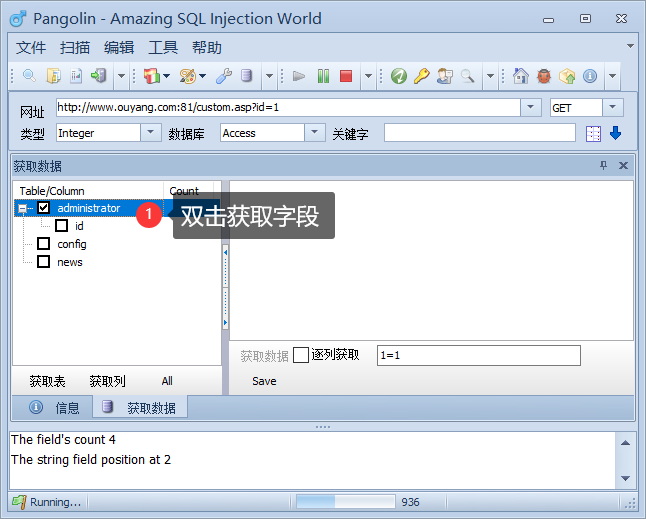 Pangolin - Amazing SQL Injection World
文件 扫描 编辑 工具 帮助
网址 http://www.ouyang.com:81/custom.asp?id=1 GET
类型 Integer 数据库 Access 关键字
获取数据
Table/Column Count
administrator
1 双击获取字段
id
config
news
获取数据 逐列获取 1=1
获取表 获取列 All Save
信息 获取数据
The field's count 4
The string field position at 2
Running... 936